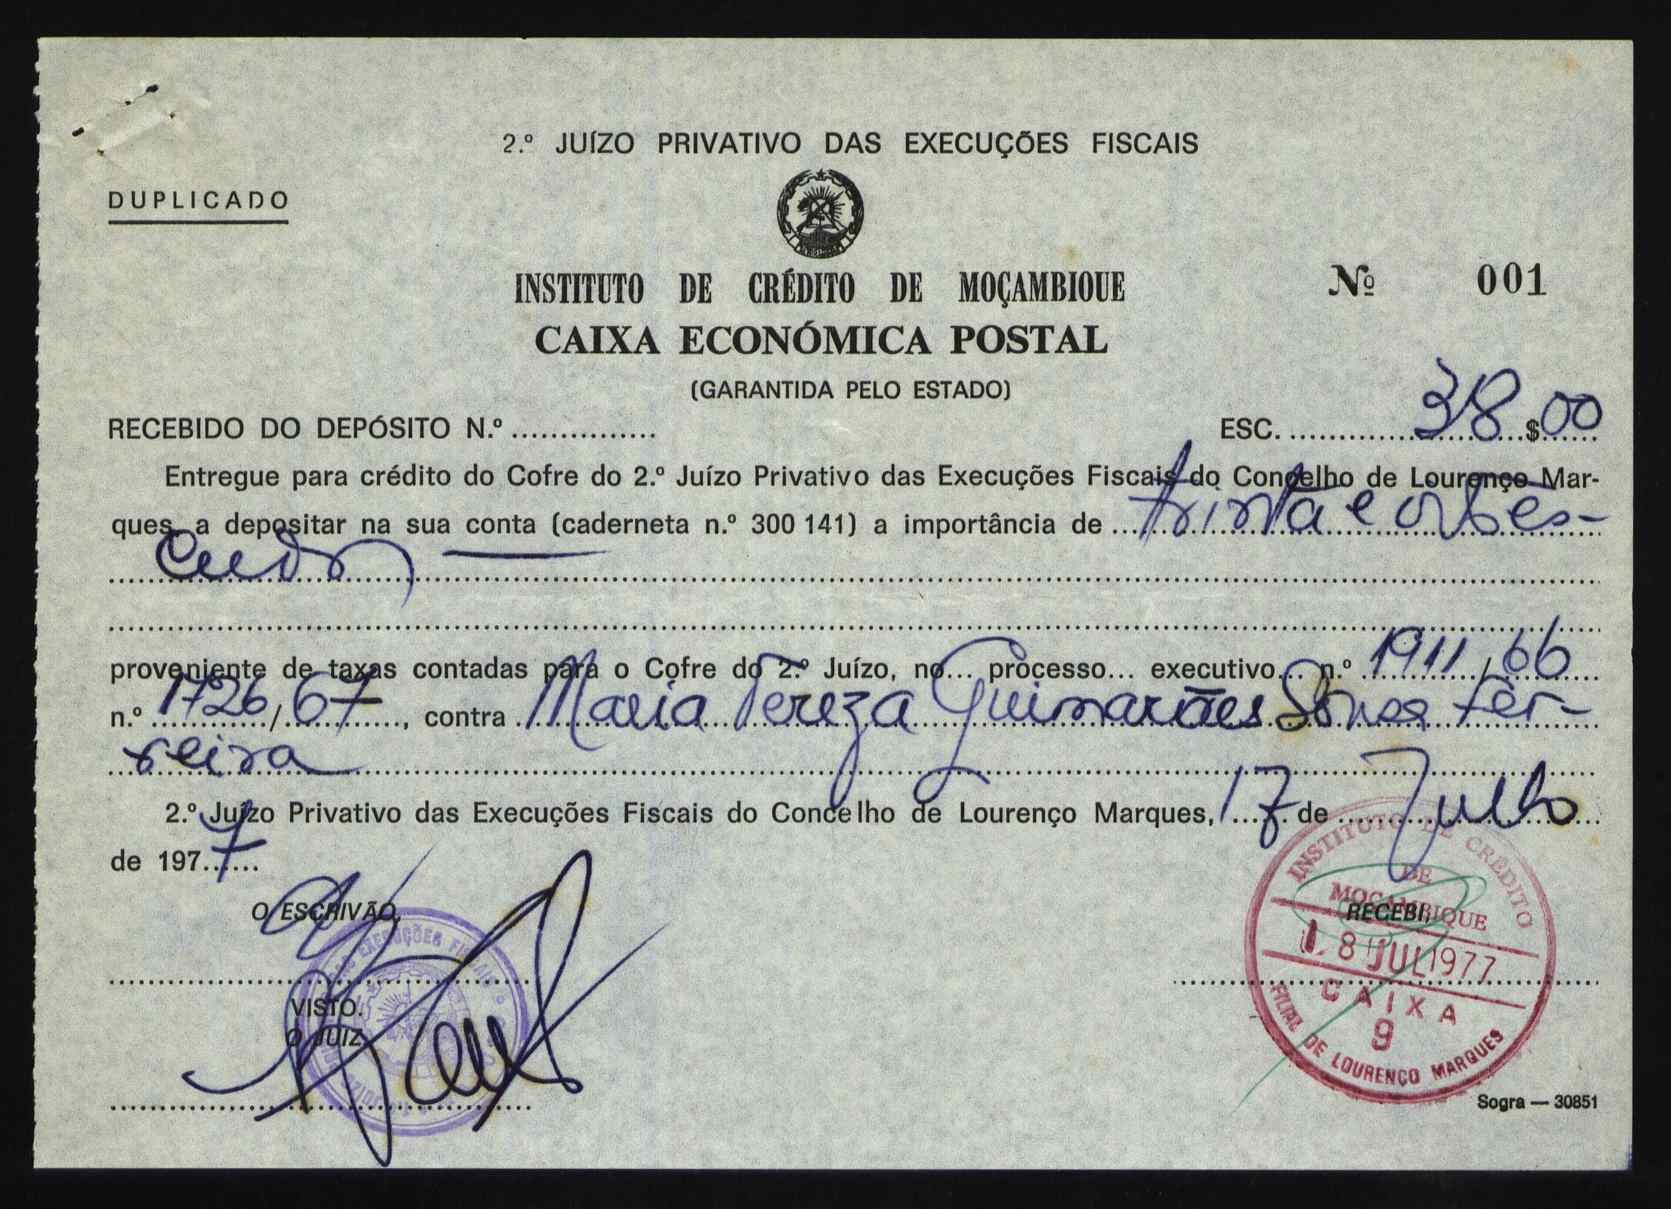 2.º JUÍZO PRIVATIVO DAS EXECUÇÕES FISCAIS
DUPLICADO
INSTITUTO DE CRÉDITO DE MOÇAMBIQUE
Nº 001
CAIXA ECONÓMICA POSTAL
(GARANTIDA PELO ESTADO)
RECEBIDO DO DEPÓSITO N.º ............... ESC. ............... 38$00
Entregue para crédito do Cofre do 2.º Juízo Privativo das Execuções Fiscais do Concelho de Lourenço Mar-
ques, a depositar na sua conta (caderneta n.º 300 141) a importância de trinta e oito es-
cudos
proveniente de taxas contadas para o Cofre do 2.º Juízo, no... processo... executivo... n.º 1911/66
n.º 1726/67, contra Maria Tereza Guimarães Fer-
reira
2.º Juízo Privativo das Execuções Fiscais do Concelho de Lourenço Marques, 17 de Julho
de 1977
O ESCRIVÃO,
VISTO.
O JUIZ
RECEBI,
INSTITUTO DE CRÉDITO
DE
MOÇAMBIQUE
18 JUL 1977
CAIXA
9
FILIAL DE LOURENÇO MARQUES
Sogra — 30851